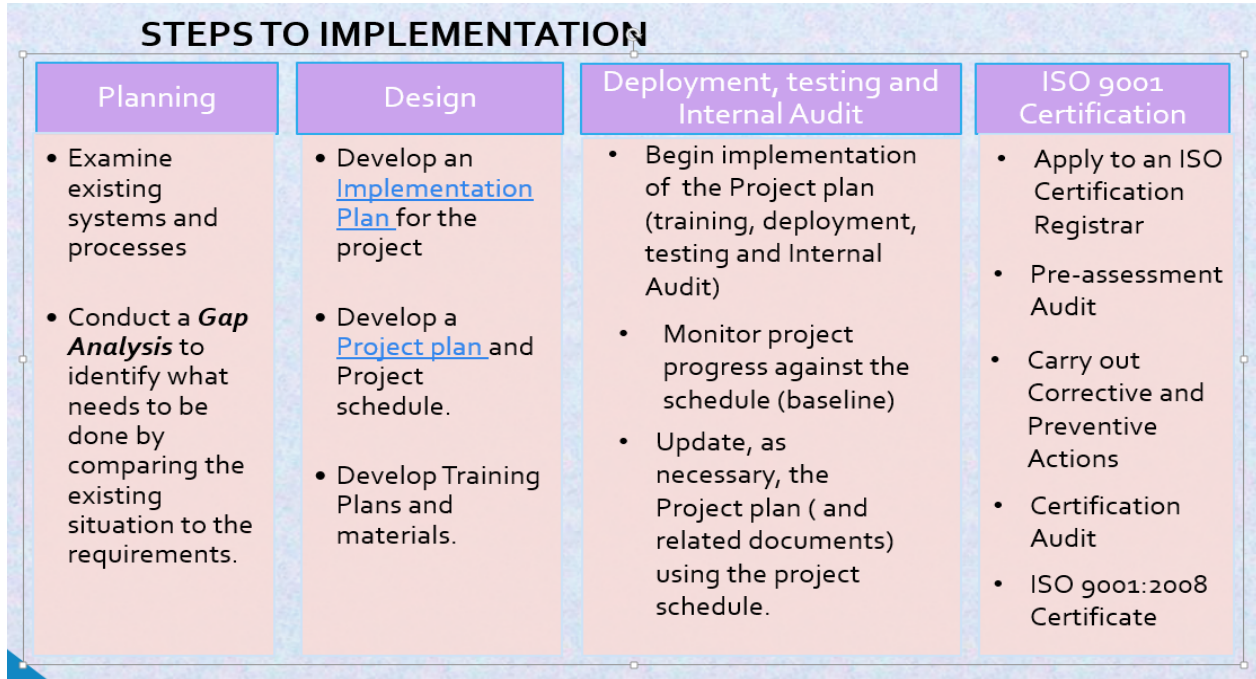 STEPS TO IMPLEMENTATION
Planning
• Examine
existing
systems and
processes
• Conduct a Gap
Analysis to
identify what
needs to be
done by
comparing the
existing
situation to the
requirements.
Design
• Develop an
Implementation
Plan for the
project
• Develop a
Project plan and
Project
schedule.
• Develop Training
Plans and
materials.
Deployment, testing and
Internal Audit
• Begin implementation
of the Project plan
(training, deployment,
testing and Internal
Audit)
• Monitor project
progress against the
schedule (baseline)
• Update, as
necessary, the
Project plan ( and
related documents)
using the project
schedule.
ISO 9001
Certification
• Apply to an ISO
Certification
Registrar
• Pre-assessment
Audit
• Carry out
Corrective and
Preventive
Actions
• Certification
Audit
• ISO 9001:2008
Certificate